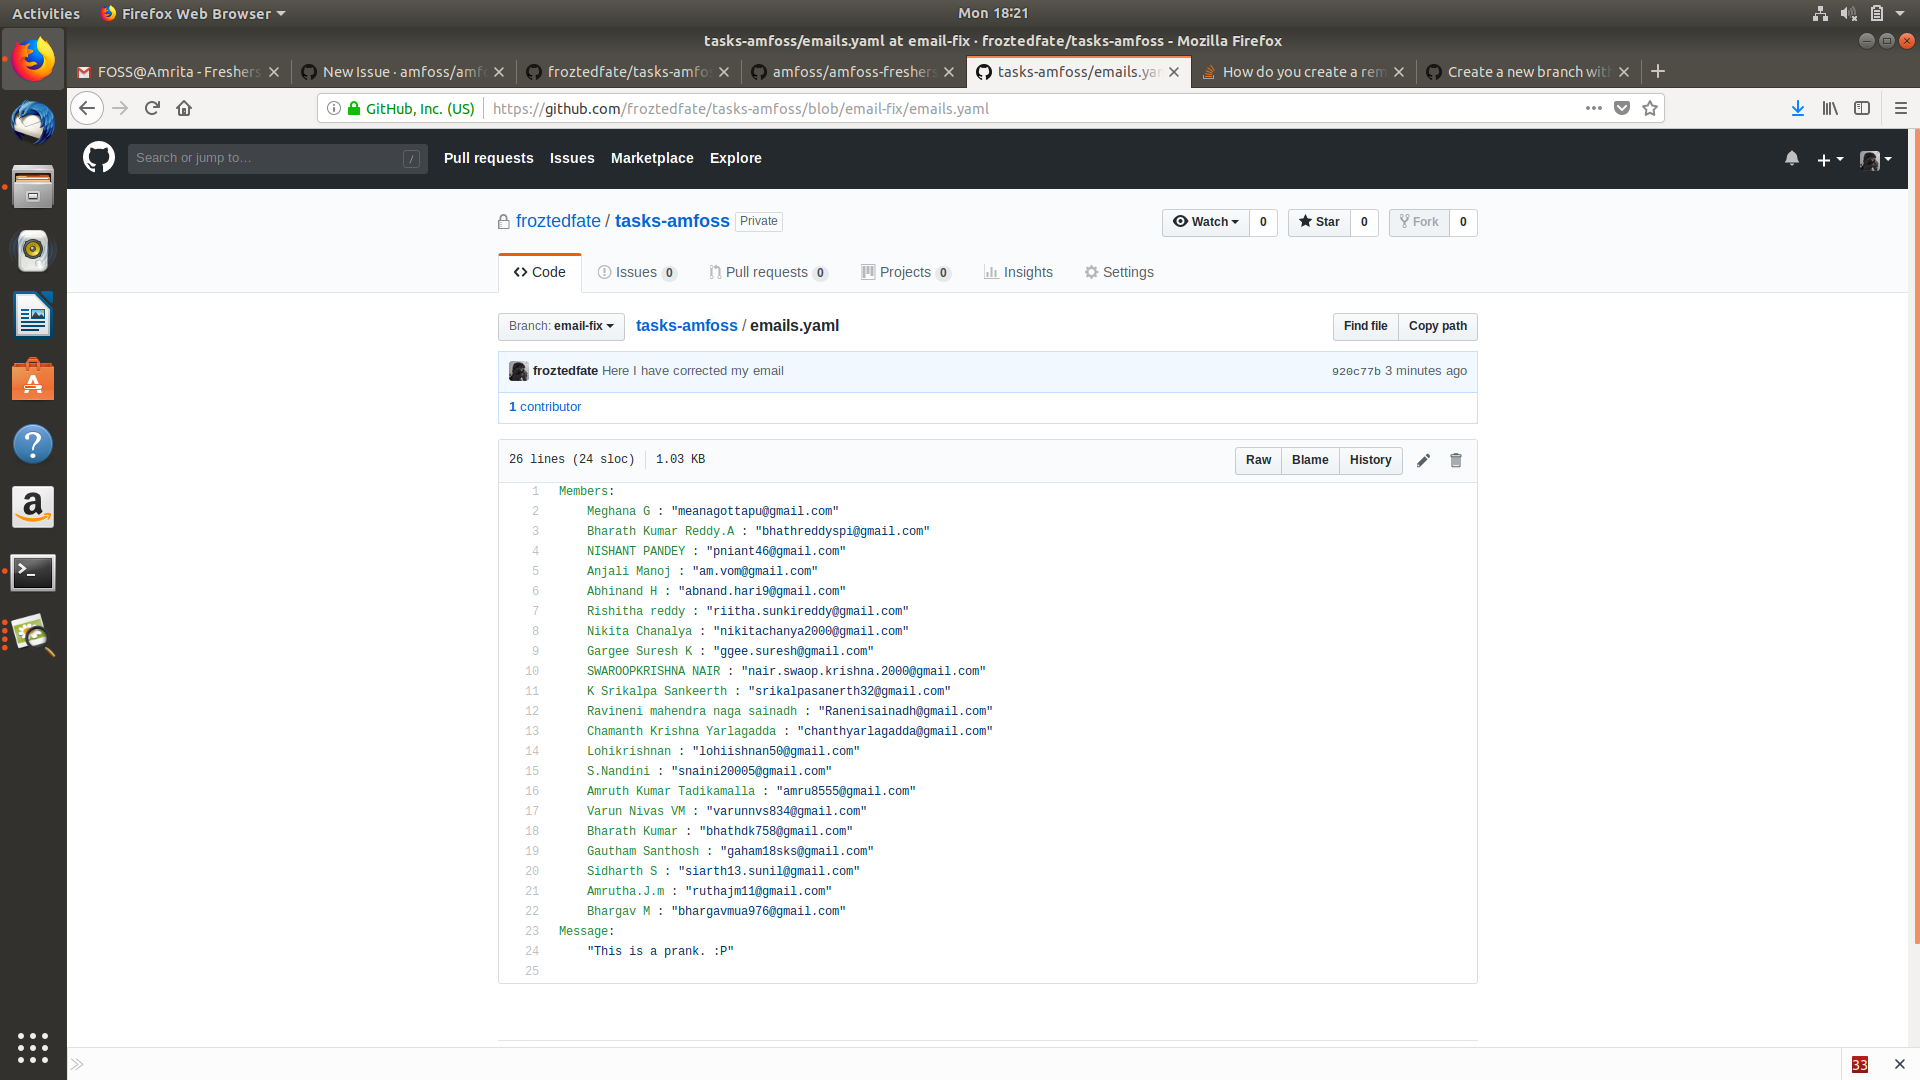 Activities Firefox Web Browser Mon 18:21
tasks-amfoss/emails.yaml at email-fix · froztedfate/tasks-amfoss - Mozilla Firefox
FOSS@Amrita - Freshers New Issue · amfoss/amfo froztedfate/tasks-amfo amfoss/amfoss-freshers tasks-amfoss/emails.yam How do you create a rem Create a new branch with
GitHub, Inc. (US) https://github.com/froztedfate/tasks-amfoss/blob/email-fix/emails.yaml
Search or jump to… / Pull requests Issues Marketplace Explore
froztedfate / tasks-amfoss Private Watch 0 Star 0 Fork 0
Code Issues 0 Pull requests 0 Projects 0 Insights Settings
Branch: email-fix tasks-amfoss / emails.yaml Find file Copy path
froztedfate Here I have corrected my email 920c77b 3 minutes ago
1 contributor
26 lines (24 sloc) 1.03 KB Raw Blame History
1 Members:
2 Meghana G : "meanagottapu@gmail.com"
3 Bharath Kumar Reddy.A : "bhathreddyspi@gmail.com"
4 NISHANT PANDEY : "pniant46@gmail.com"
5 Anjali Manoj : "am.vom@gmail.com"
6 Abhinand H : "abnand.hari9@gmail.com"
7 Rishitha reddy : "riitha.sunkireddy@gmail.com"
8 Nikita Chanalya : "nikitachanya2000@gmail.com"
9 Gargee Suresh K : "ggee.suresh@gmail.com"
10 SWAROOPKRISHNA NAIR : "nair.swaop.krishna.2000@gmail.com"
11 K Srikalpa Sankeerth : "srikalpasanerth32@gmail.com"
12 Ravineni mahendra naga sainadh : "Ranenisainadh@gmail.com"
13 Chamanth Krishna Yarlagadda : "chanthyarlagadda@gmail.com"
14 Lohikrishnan : "lohiishnan50@gmail.com"
15 S.Nandini : "snaini20005@gmail.com"
16 Amruth Kumar Tadikamalla : "amru8555@gmail.com"
17 Varun Nivas VM : "varunnvs834@gmail.com"
18 Bharath Kumar : "bhathdk758@gmail.com"
19 Gautham Santhosh : "gaham18sks@gmail.com"
20 Sidharth S : "siarth13.sunil@gmail.com"
21 Amrutha.J.m : "ruthajm11@gmail.com"
22 Bhargav M : "bhargavmua976@gmail.com"
23 Message:
24 "This is a prank. :P"
25
33